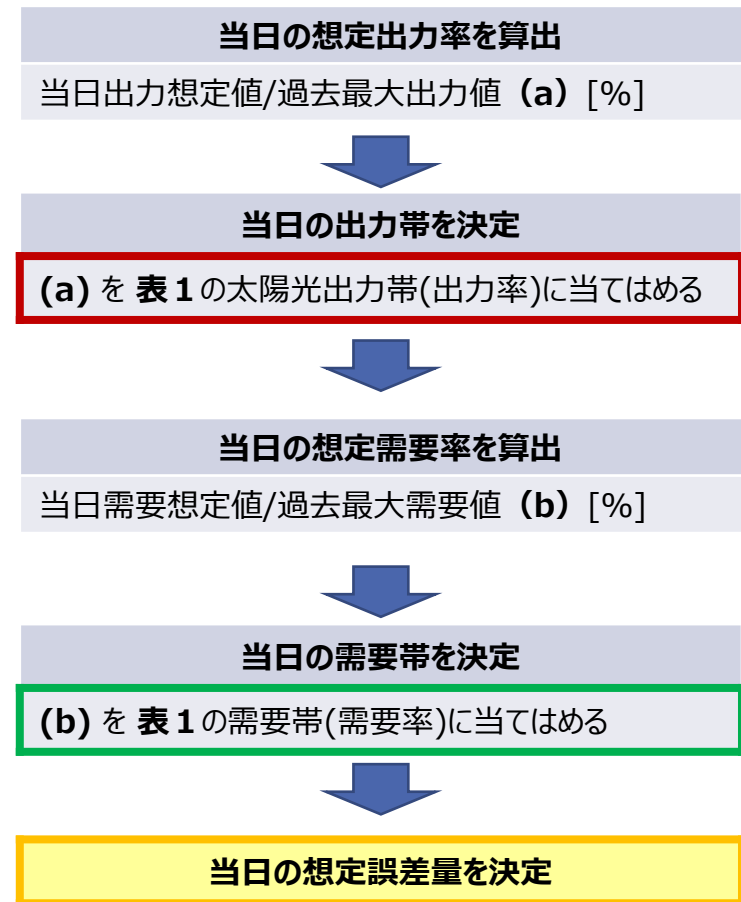 当日の想定出力率を算出
当日出力想定値/過去最大出力値（a）[%]
当日の出力帯を決定
(a) を 表１の太陽光出力帯(出力率)に当てはめる
当日の想定需要率を算出
当日需要想定値/過去最大需要値（b）[%]
当日の需要帯を決定
(b) を 表１の需要帯(需要率)に当てはめる
当日の想定誤差量を決定